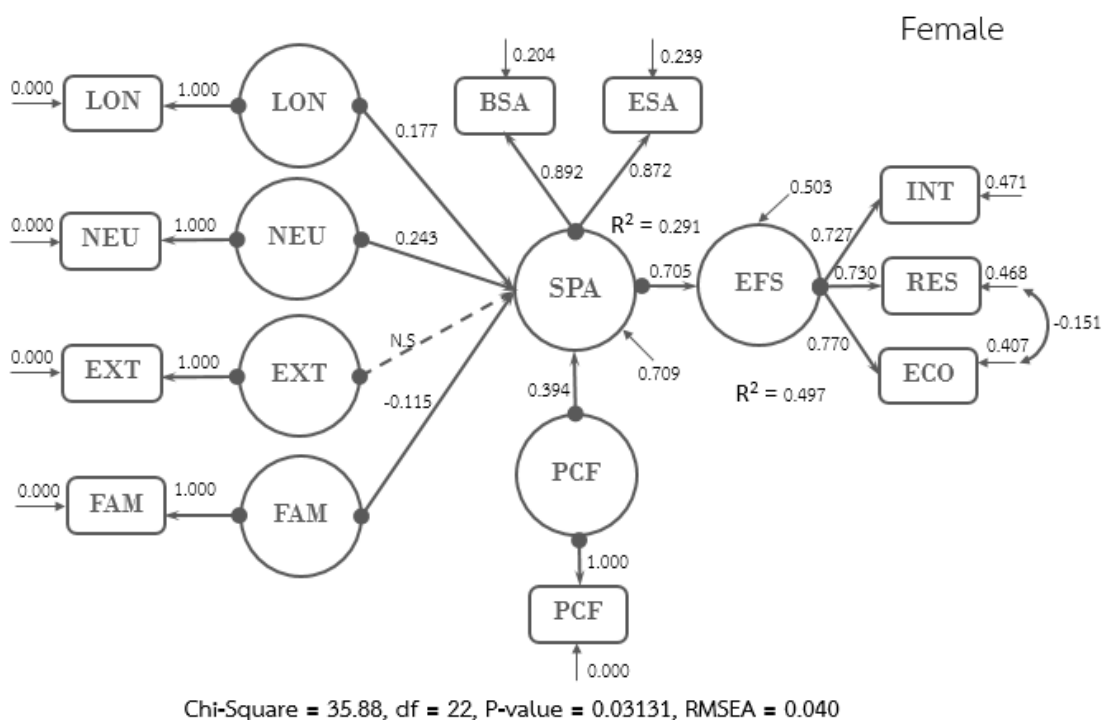 Female
0.000
LON
1.000
LON
0.177
0.204
BSA
0.239
ESA
0.892
0.872
0.000
NEU
1.000
NEU
0.243
R² = 0.291
SPA
0.705
0.503
EFS
0.727
INT
0.471
0.730
RES
0.468
-0.151
0.770
ECO
0.407
0.000
EXT
1.000
EXT
N.S
-0.115
0.394
0.709
R² = 0.497
0.000
FAM
1.000
FAM
PCF
1.000
PCF
0.000
Chi-Square = 35.88, df = 22, P-value = 0.03131, RMSEA = 0.040